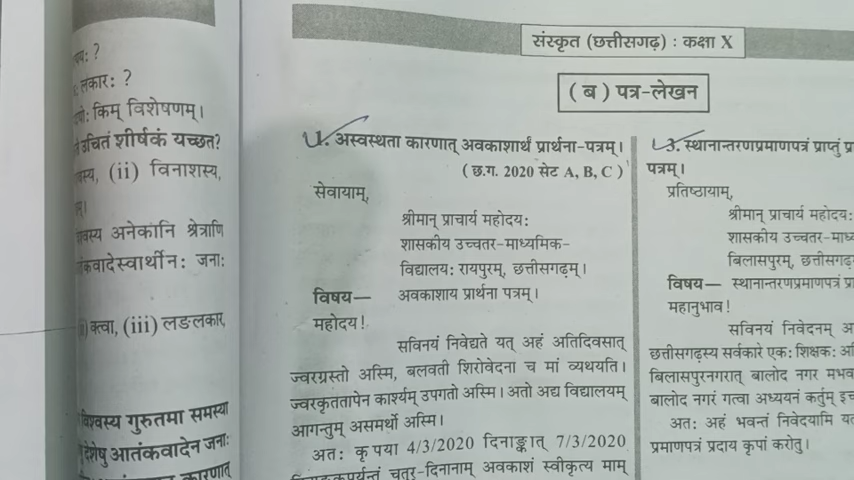 यः ?
लंकारः ?
किम् विशेषणम्।
उचितं शीर्षकं यच्छत?
(ii) विनाशस्य,
अनेकानि श्रेत्राणि
जनाः
क्त्वा, (iii) लङलकार,
विश्वस्य गुरुतमा समस्या
देशेषु आतंकवादेन जनाः
कारणात्
संस्कृत (छत्तीसगढ़) : कक्षा X
( ब ) पत्र-लेखन
1. अस्वस्थता कारणात् अवकाशार्थं प्रार्थना-पत्रम्।
( छ.ग. 2020 सेट A, B, C )
सेवायाम्,
श्रीमान् प्राचार्य महोदयः
शासकीय उच्चतर-माध्यमिक-
विद्यालयः रायपुरम्, छत्तीसगढ़म्।
विषय— अवकाशाय प्रार्थना पत्रम्।
महोदय!
सविनयं निवेद्यते यत् अहं अतिदिवसात्
ज्वरग्रस्तो अस्मि, बलवती शिरोवेदना च मां व्यथयति।
ज्वरकृततापेन कार्श्यम् उपगतो अस्मि। अतो अद्य विद्यालयम्
आगन्तुम् असमर्थो अस्मि।
अतः कृपया 4/3/2020 दिनाङ्कात् 7/3/2020
चतुर-दिनानाम् अवकाशं स्वीकृत्य माम्
3. स्थानान्तरणप्रमाणपत्रं प्राप्तुं प्र
पत्रम्।
प्रतिष्ठायाम्,
श्रीमान् प्राचार्य महोदयः
शासकीय उच्चतर-माध्य
बिलासपुरम्, छत्तीसगढ़म्
विषय— स्थानान्तरणप्रमाणपत्रं प्रा
महानुभाव!
सविनयं निवेदनम् अ
छत्तीसगढ़स्य सर्वकारे एकः शिक्षकः अ
बिलासपुरनगरात् बालोद नगर मभव
बालोद नगरं गत्वा अध्ययनं कर्तुम् इच
अतः अहं भवन्तं निवेदयामि यत
प्रमाणपत्रं प्रदाय कृपां करोतु।